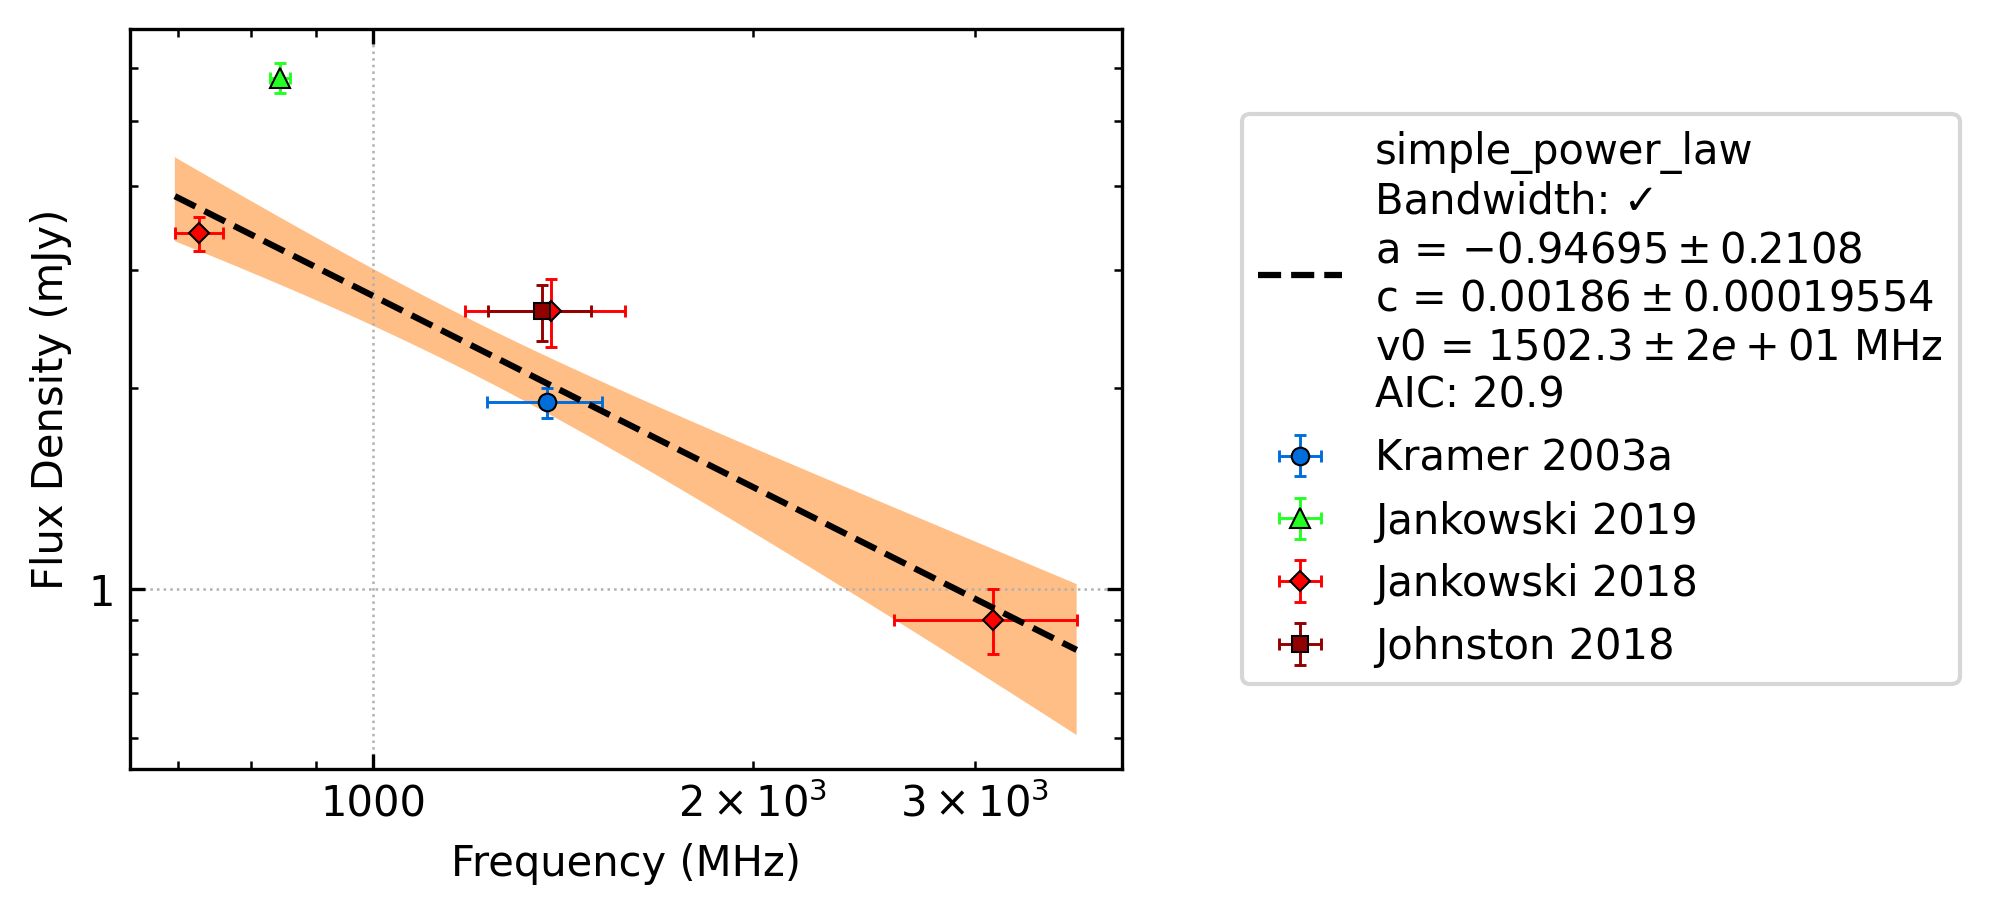 Flux Density (mJy)
1
1000
2 × 10³
3 × 10³
Frequency (MHz)
simple_power_law
Bandwidth: ✓
a = −0.94695 ± 0.2108
c = 0.00186 ± 0.00019554
v0 = 1502.3 ± 2e + 01 MHz
AIC: 20.9
Kramer 2003a
Jankowski 2019
Jankowski 2018
Johnston 2018